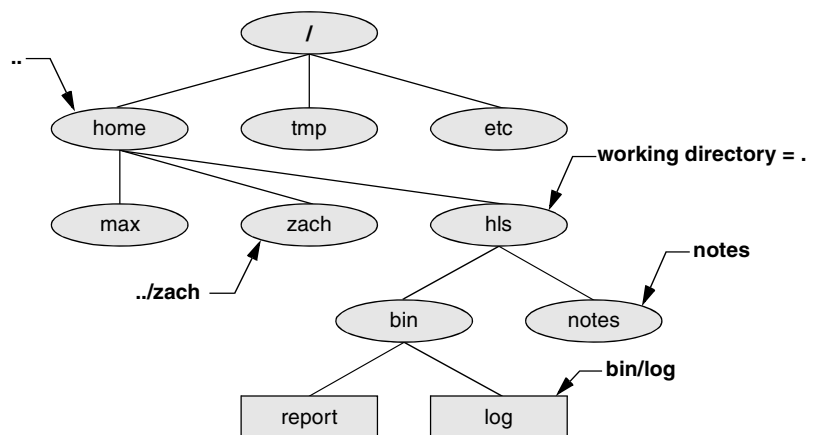 /
..
home
tmp
etc
working directory = .
max
zach
hls
../zach
notes
bin
notes
bin/log
report
log